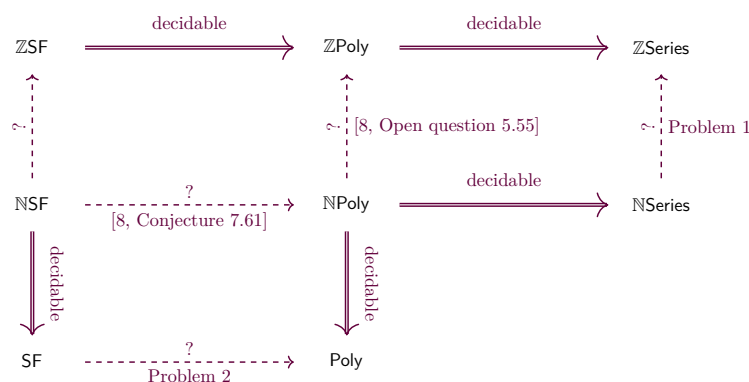 decidable decidable
ℤSF ℤPoly ℤSeries
? ? [8, Open question 5.55] ? Problem 1
decidable
? 
ℕSF ℕPoly ℕSeries
[8, Conjecture 7.61]
decidable decidable
?
SF Poly
Problem 2